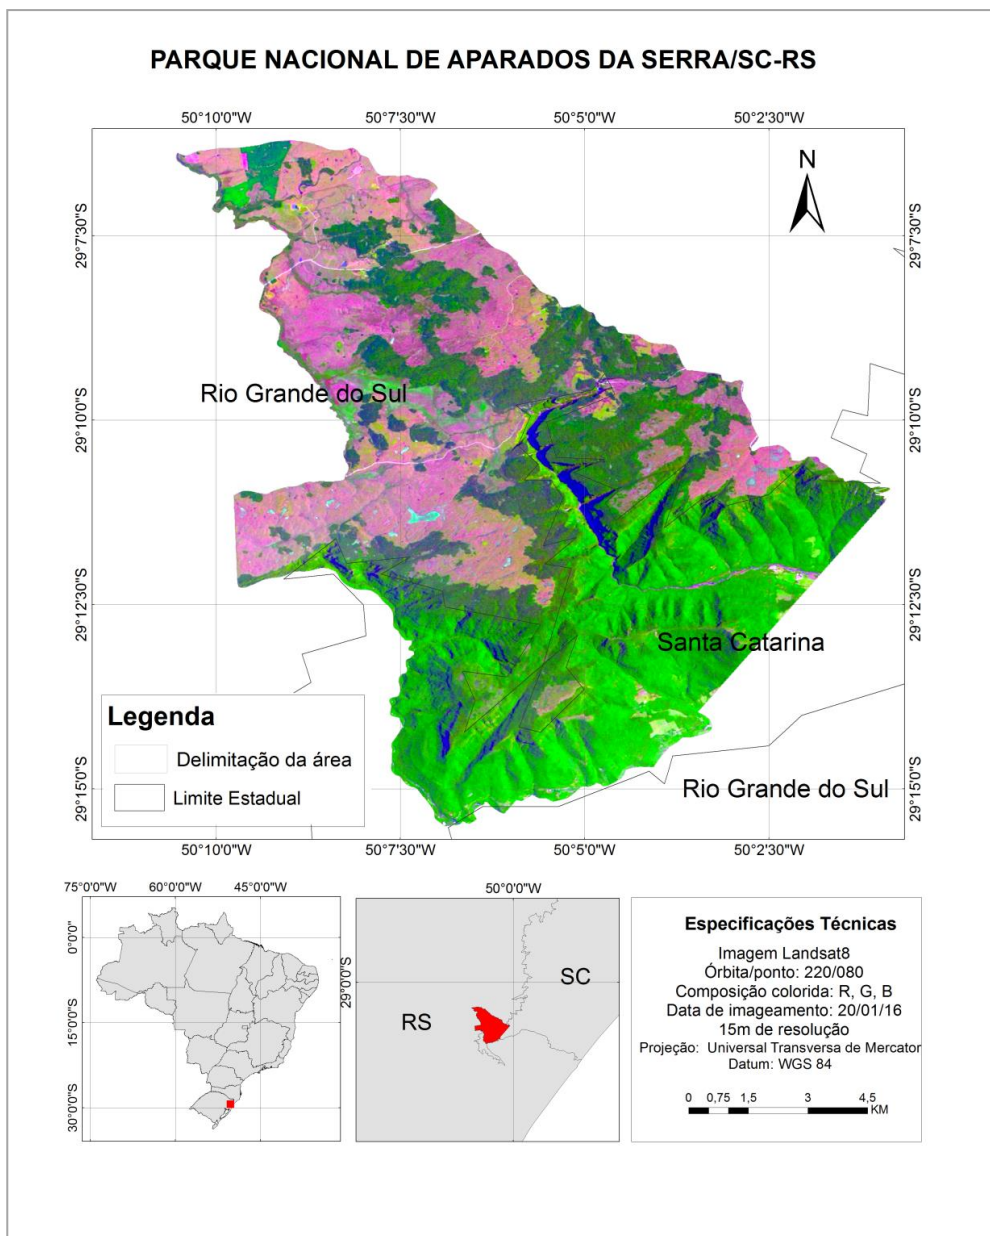 PARQUE NACIONAL DE APARADOS DA SERRA/SC-RS
50°10'0"W 50°7'30"W 50°5'0"W 50°2'30"W
N
29°7'30"S 29°7'30"S
Rio Grande do Sul
29°10'0"S 29°10'0"S
29°12'30"S 29°12'30"S
Santa Catarina
Legenda
Delimitação da área
Limite Estadual
29°15'0"S 29°15'0"S
Rio Grande do Sul
50°10'0"W 50°7'30"W 50°5'0"W 50°2'30"W
75°0'0"W 60°0'0"W 45°0'0"W
0°0'0"
15°0'0"S
30°0'0"S
50°0'0"W
29°0'0"S
SC
RS
Especificações Técnicas
Imagem Landsat8
Órbita/ponto: 220/080
Composição colorida: R, G, B
Data de imageamento: 20/01/16
15m de resolução
Projeção: Universal Transversa de Mercator
Datum: WGS 84
0 0,75 1,5 3 4,5
KM